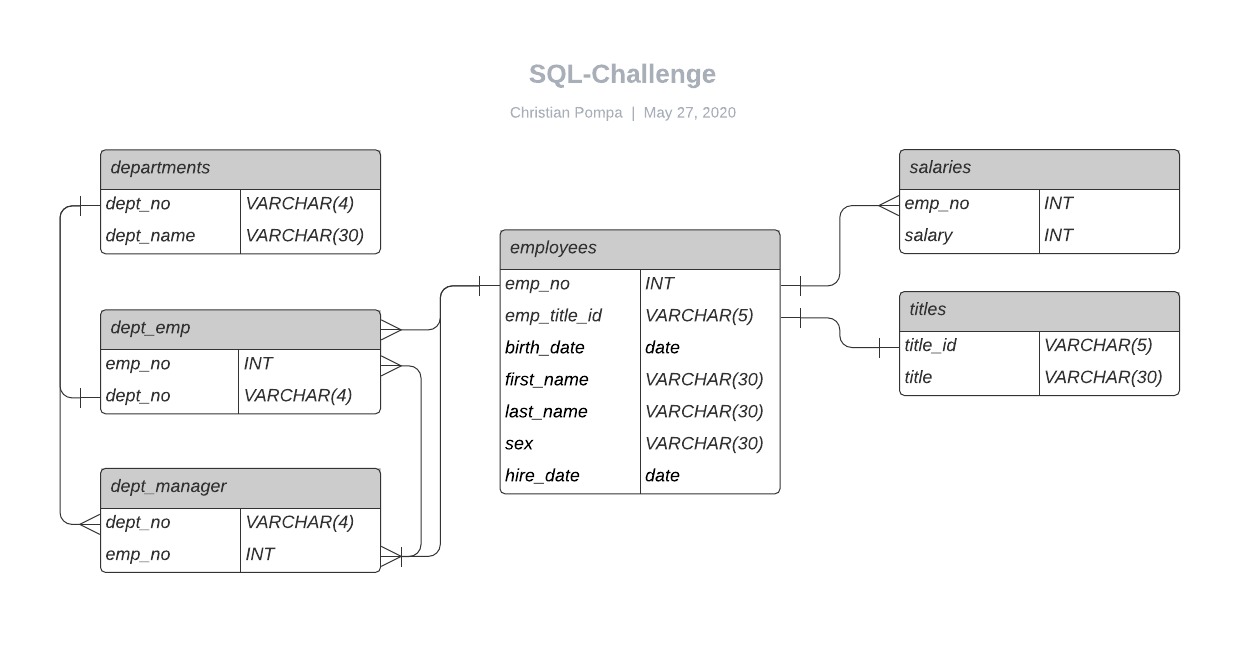 SQL-Challenge
Christian Pompa | May 27, 2020
departments
dept_no VARCHAR(4)
dept_name VARCHAR(30)
dept_emp
emp_no INT
dept_no VARCHAR(4)
dept_manager
dept_no VARCHAR(4)
emp_no INT
employees
emp_no INT
emp_title_id VARCHAR(5)
birth_date date
first_name VARCHAR(30)
last_name VARCHAR(30)
sex VARCHAR(30)
hire_date date
salaries
emp_no INT
salary INT
titles
title_id VARCHAR(5)
title VARCHAR(30)